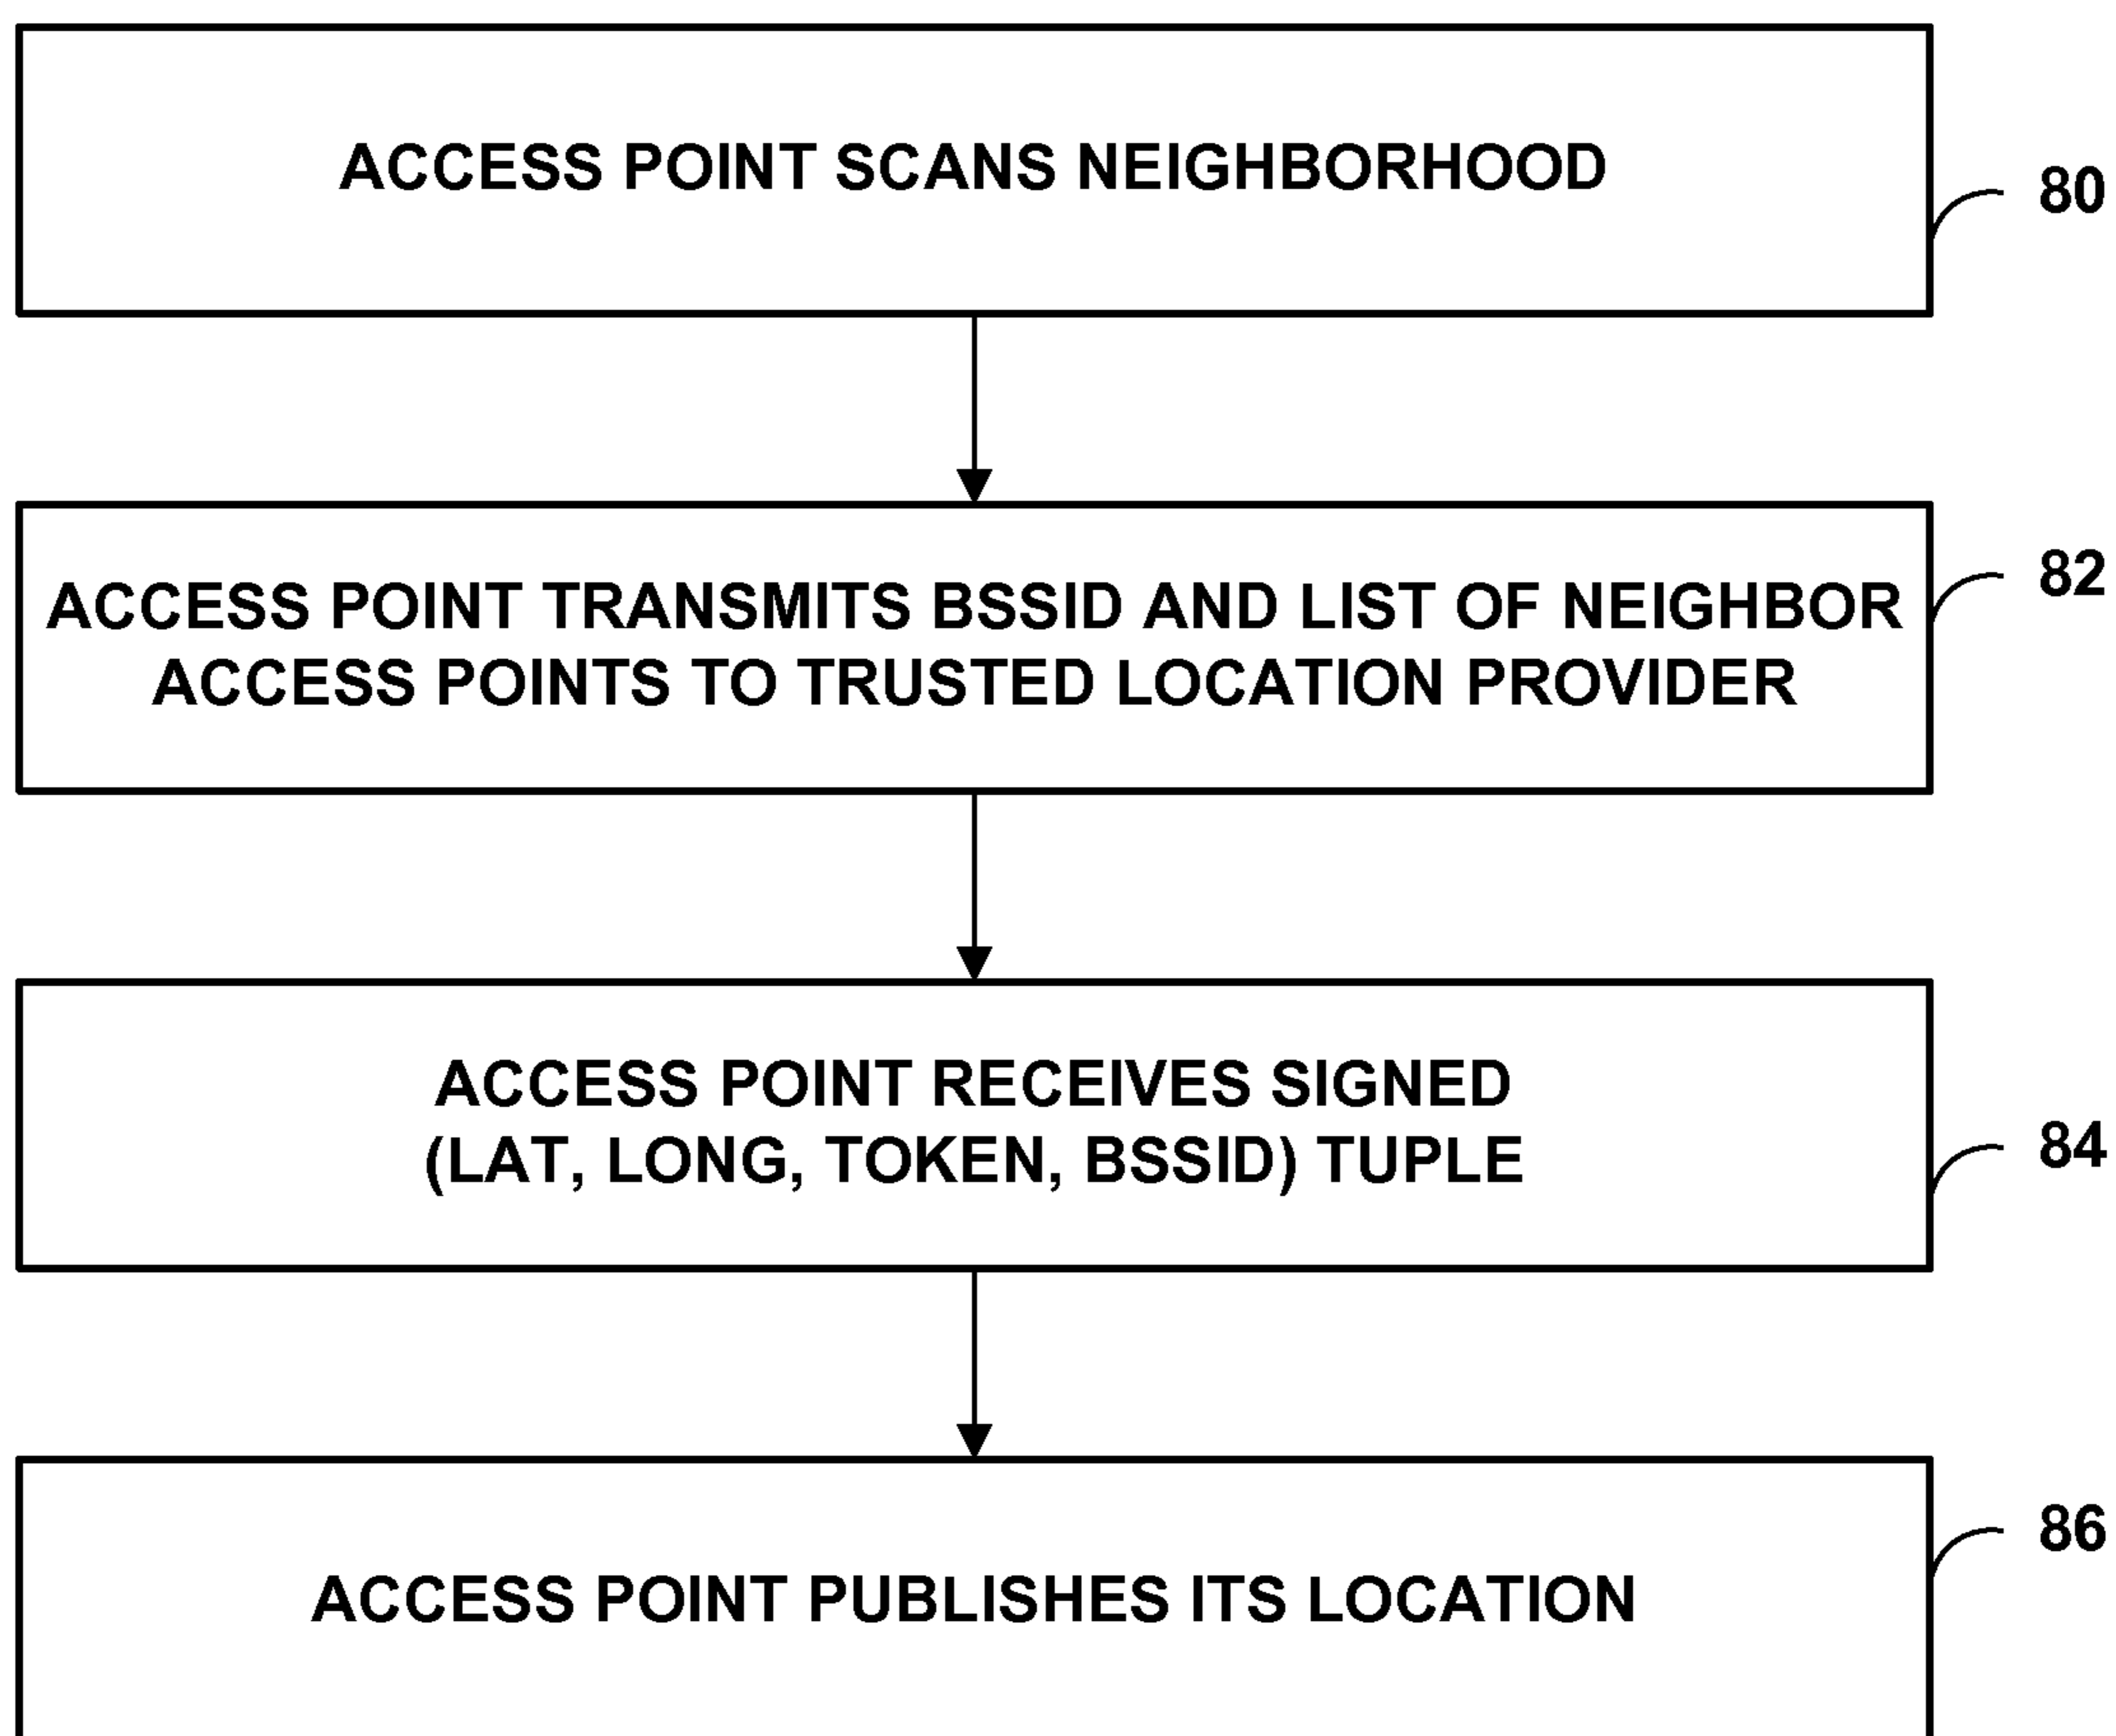 ACCESS POINT SCANS NEIGHBORHOOD
80
ACCESS POINT TRANSMITS BSSID AND LIST OF NEIGHBOR
ACCESS POINTS TO TRUSTED LOCATION PROVIDER
82
ACCESS POINT RECEIVES SIGNED
(LAT, LONG, TOKEN, BSSID) TUPLE
84
ACCESS POINT PUBLISHES ITS LOCATION
86